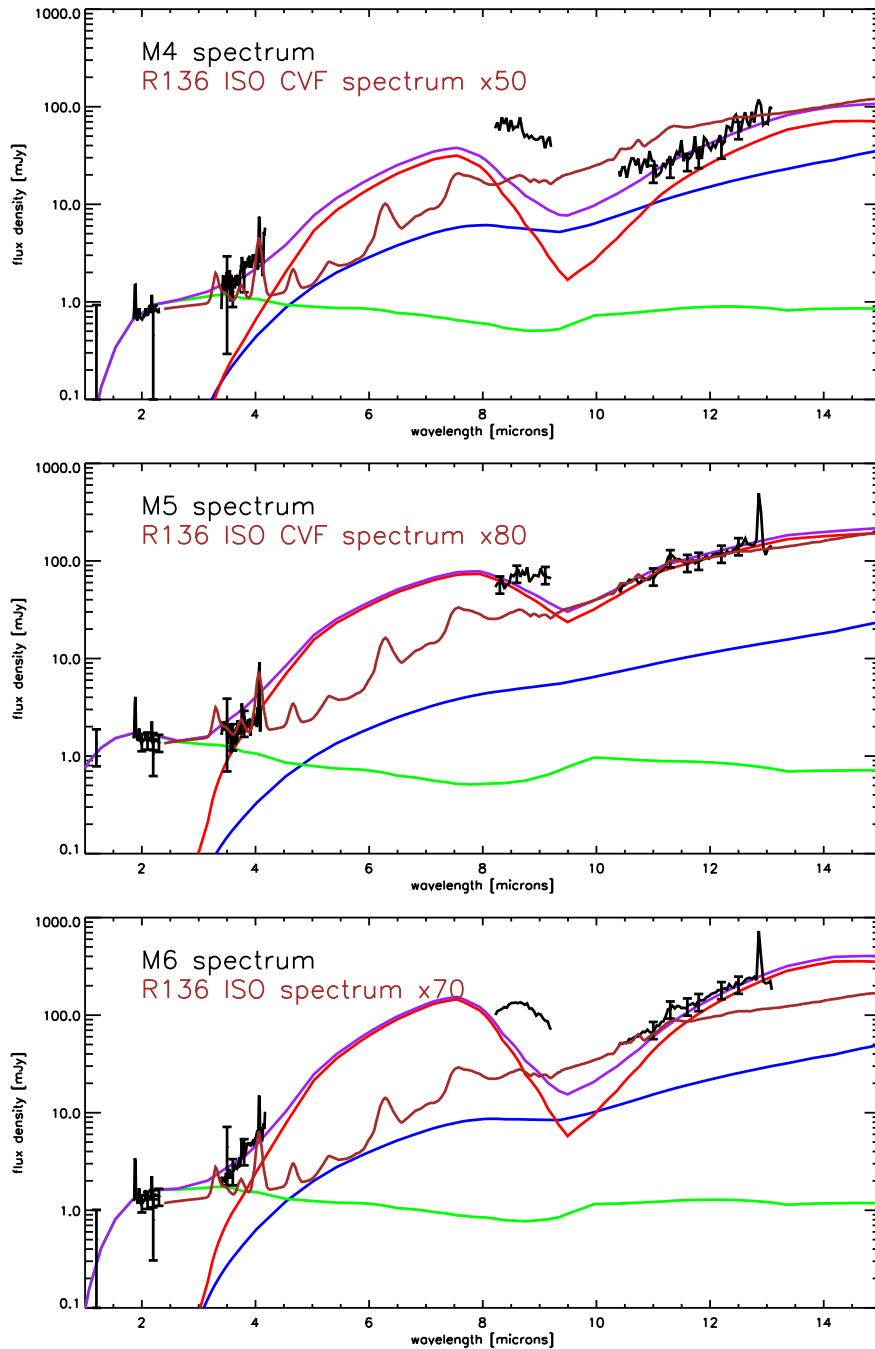 1000.0
M4 spectrum
R136 ISO CVF spectrum x50
100.0
10.0
1.0
0.1
flux density [mJy]
2 4 6 8 10 12 14
wavelength [microns]
1000.0
M5 spectrum
R136 ISO CVF spectrum x80
100.0
10.0
1.0
0.1
flux density [mJy]
2 4 6 8 10 12 14
wavelength [microns]
1000.0
M6 spectrum
R136 ISO spectrum x70
100.0
10.0
1.0
0.1
flux density [mJy]
2 4 6 8 10 12 14
wavelength [microns]